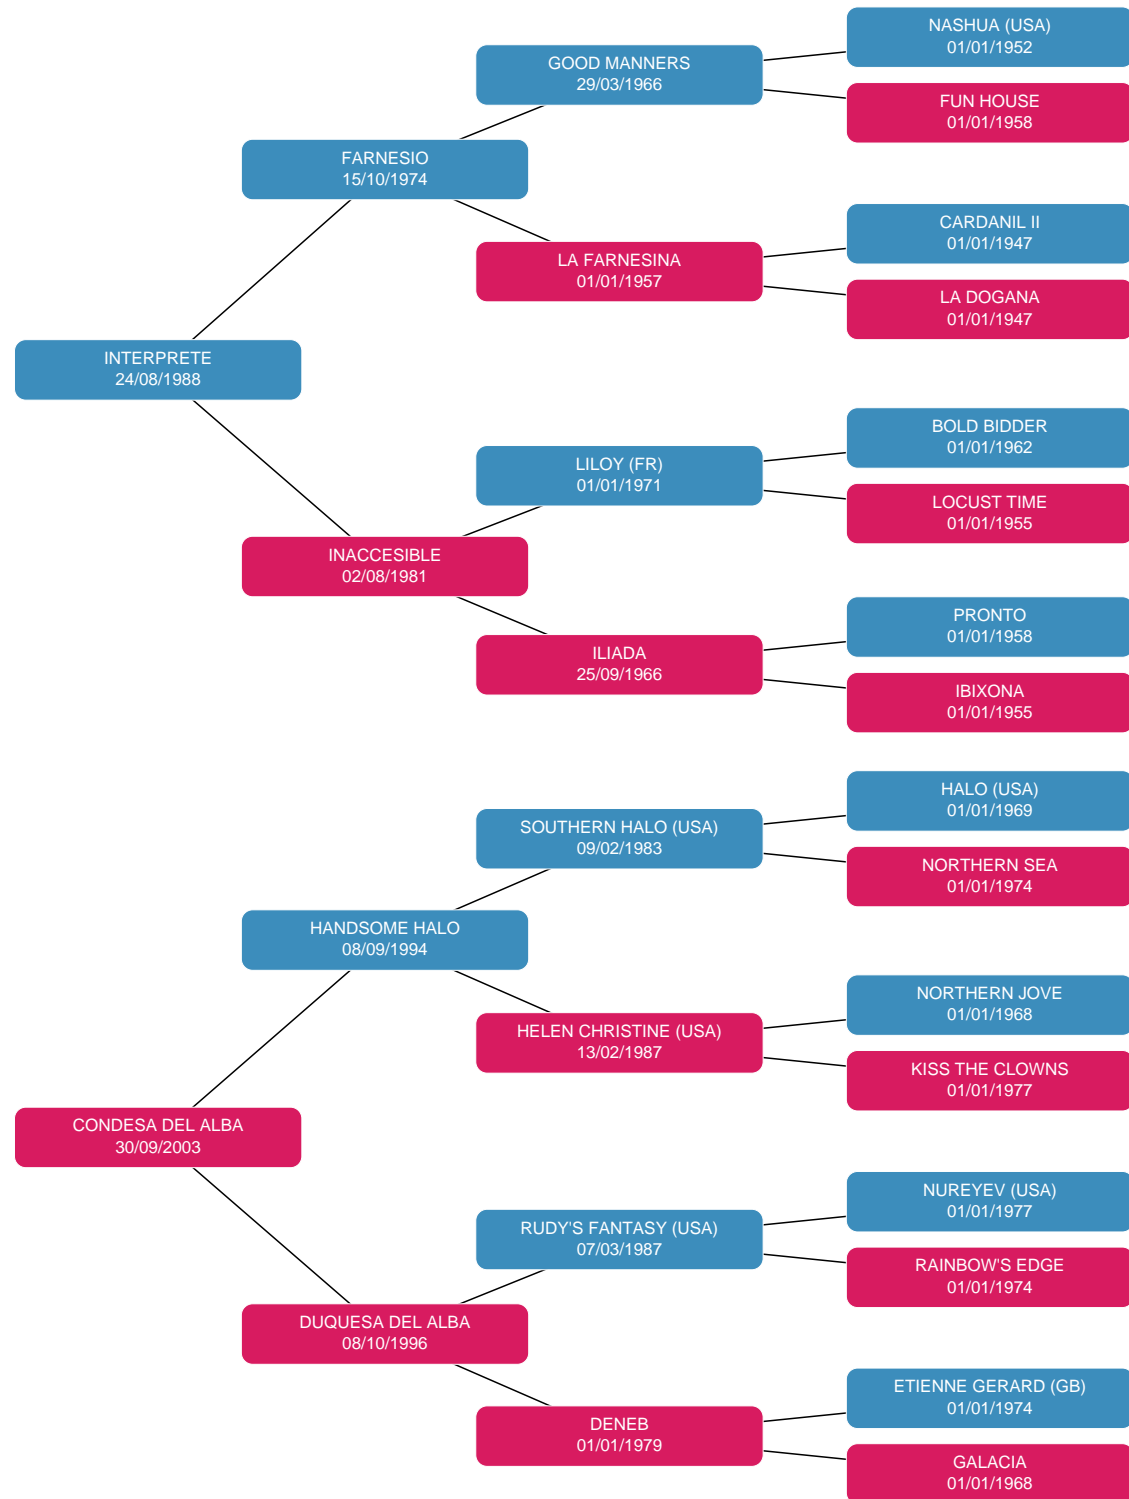 NASHUA (USA)
01/01/1952
GOOD MANNERS
29/03/1966
FUN HOUSE
01/01/1958
FARNESIO
15/10/1974
CARDANIL II
01/01/1947
LA FARNESINA
01/01/1957
LA DOGANA
01/01/1947
INTERPRETE
24/08/1988
BOLD BIDDER
01/01/1962
LILOY (FR)
01/01/1971
LOCUST TIME
01/01/1955
INACCESIBLE
02/08/1981
PRONTO
01/01/1958
ILIADA
25/09/1966
IBIXONA
01/01/1955
HALO (USA)
01/01/1969
SOUTHERN HALO (USA)
09/02/1983
NORTHERN SEA
01/01/1974
HANDSOME HALO
08/09/1994
NORTHERN JOVE
01/01/1968
HELEN CHRISTINE (USA)
13/02/1987
KISS THE CLOWNS
01/01/1977
CONDESA DEL ALBA
30/09/2003
NUREYEV (USA)
01/01/1977
RUDY'S FANTASY (USA)
07/03/1987
RAINBOW'S EDGE
01/01/1974
DUQUESA DEL ALBA
08/10/1996
ETIENNE GERARD (GB)
01/01/1974
DENEB
01/01/1979
GALACIA
01/01/1968